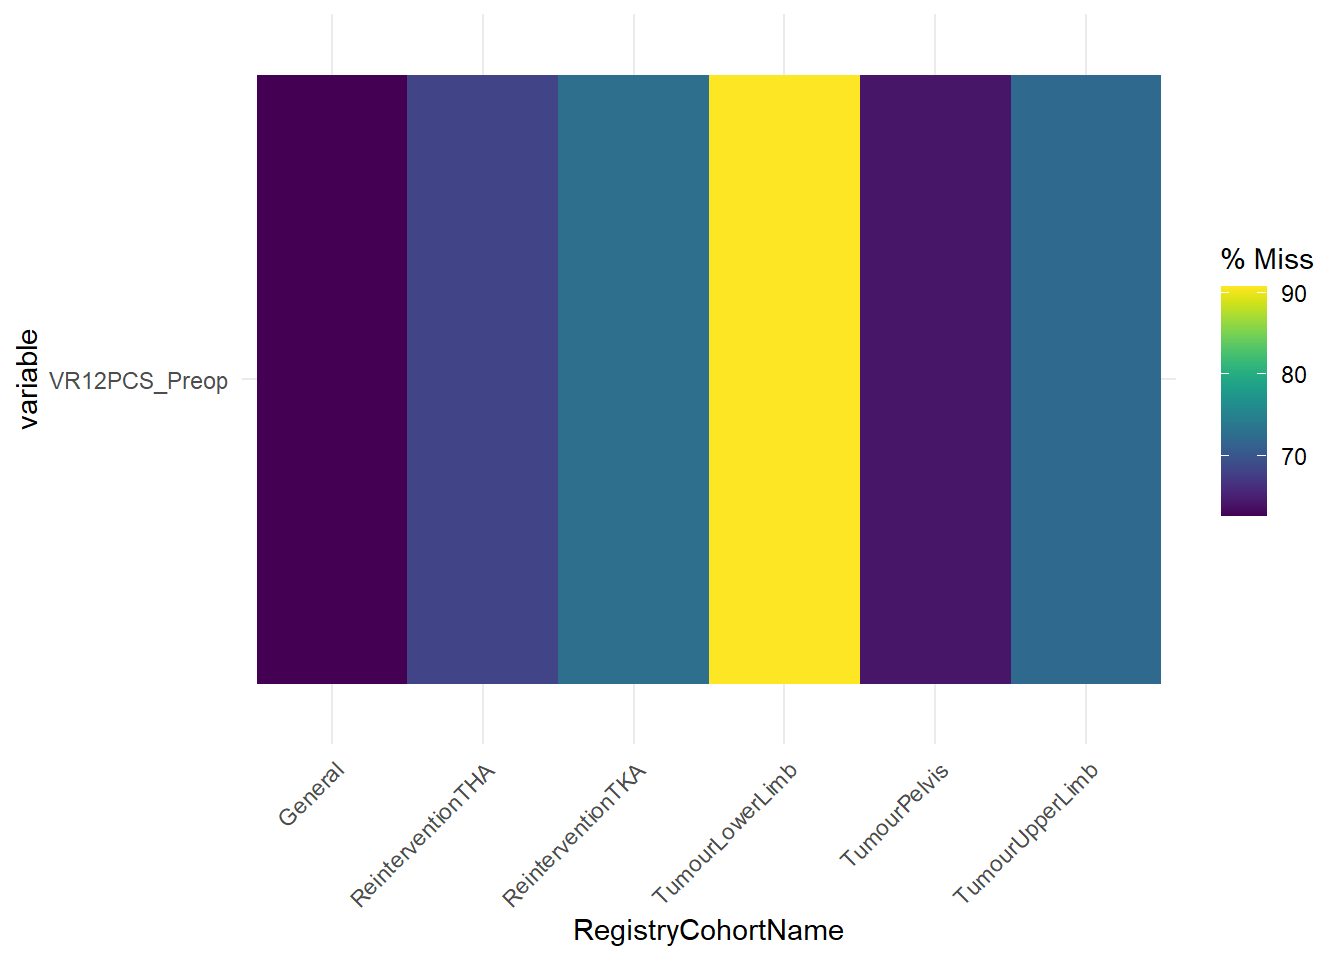 % Miss
90
80
70
variable
VR12PCS_Preop
General
ReinterventionTHA
ReinterventionTKA
TumourLowerLimb
TumourPelvis
TumourUpperLimb
RegistryCohortName